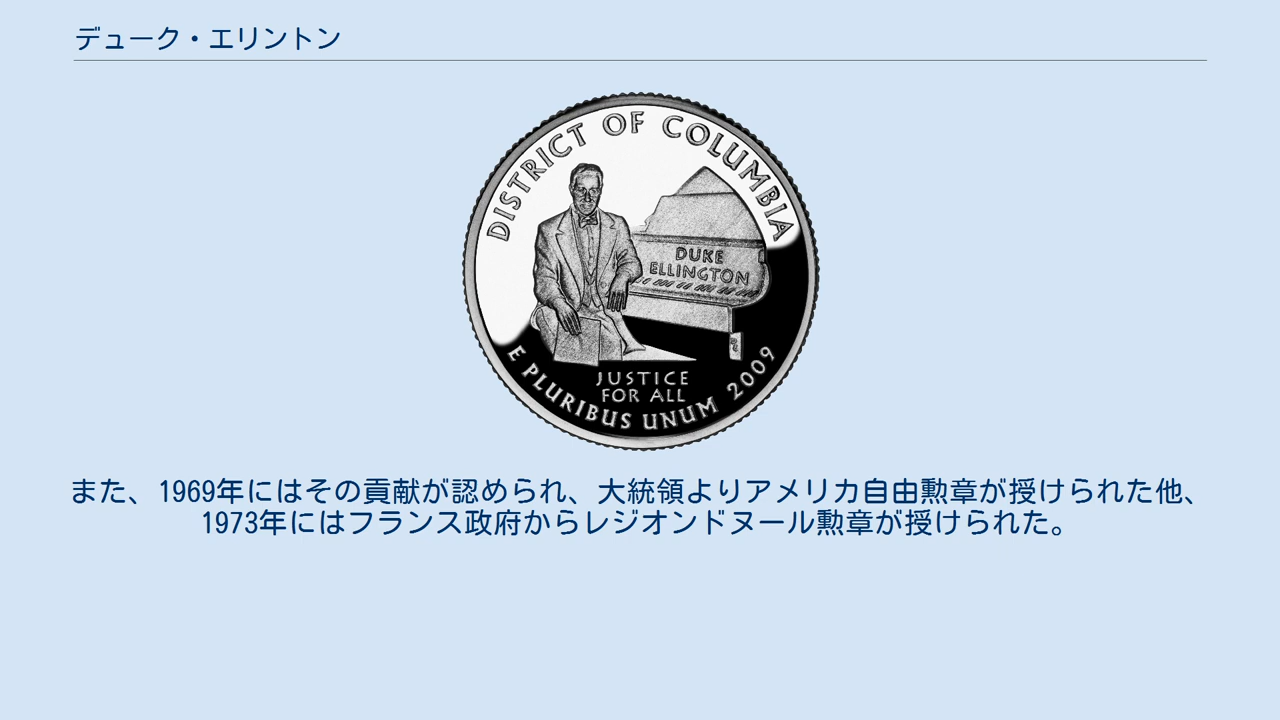 デューク・エリントン
DISTRICT OF COLUMBIA
DUKE
ELLINGTON
JUSTICE
FOR ALL
E PLURIBUS UNUM 2009
また、1969年にはその貢献が認められ、大統領よりアメリカ自由勲章が授けられた他、
1973年にはフランス政府からレジオンドヌール勲章が授けられた。